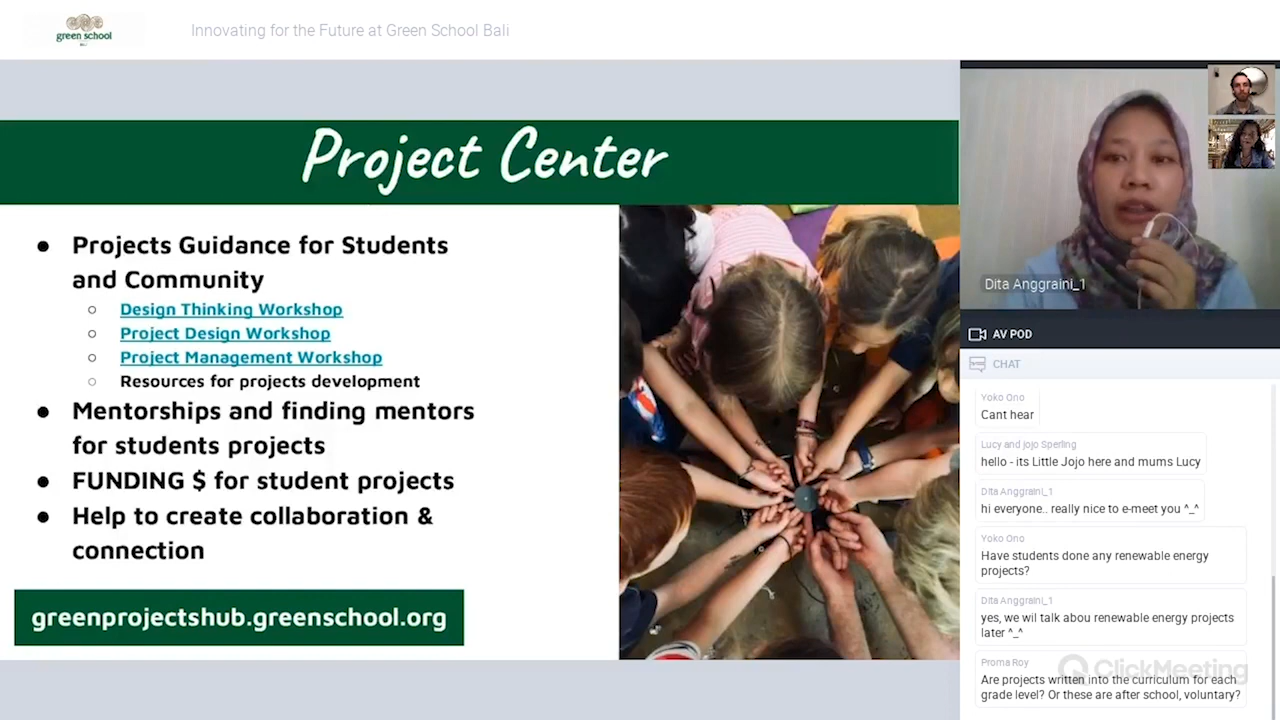 green school
Innovating for the Future at Green School Bali
Project Center
Projects Guidance for Students
and Community
Design Thinking Workshop
Project Design Workshop
Project Management Workshop
Resources for projects development
Mentorships and finding mentors
for students projects
FUNDING $ for student projects
Help to create collaboration &
connection
greenprojectshub.greenschool.org
Dita Anggraini_1
AV POD
CHAT
Yoko Ono
Cant hear
Lucy and jojo Sperling
hello - its Little Jojo here and mums Lucy
Dita Anggraini_1
hi everyone.. really nice to e-meet you ^_^
Yoko Ono
Have students done any renewable energy
projects?
Dita Anggraini_1
yes, we wil talk abou renewable energy projects
later ^_^
Proma Roy
Are projects written into the curriculum for each
grade level? Or these are after school, voluntary?
ClickMeeting